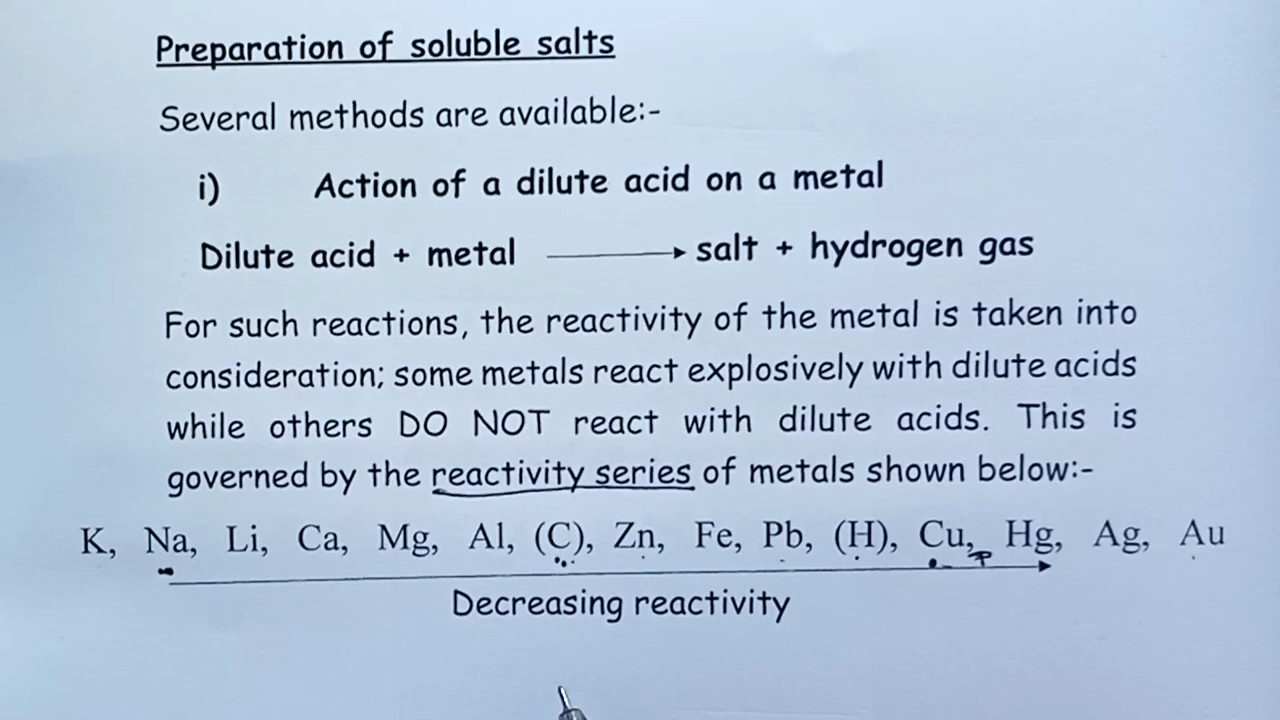 Preparation of soluble salts
Several methods are available:-
i) Action of a dilute acid on a metal
Dilute acid + metal ⟶ salt + hydrogen gas
For such reactions, the reactivity of the metal is taken into
consideration; some metals react explosively with dilute acids
while others DO NOT react with dilute acids. This is
governed by the reactivity series of metals shown below:-
K, Na, Li, Ca, Mg, Al, (C), Zn, Fe, Pb, (H), Cu, Hg, Ag, Au
Decreasing reactivity